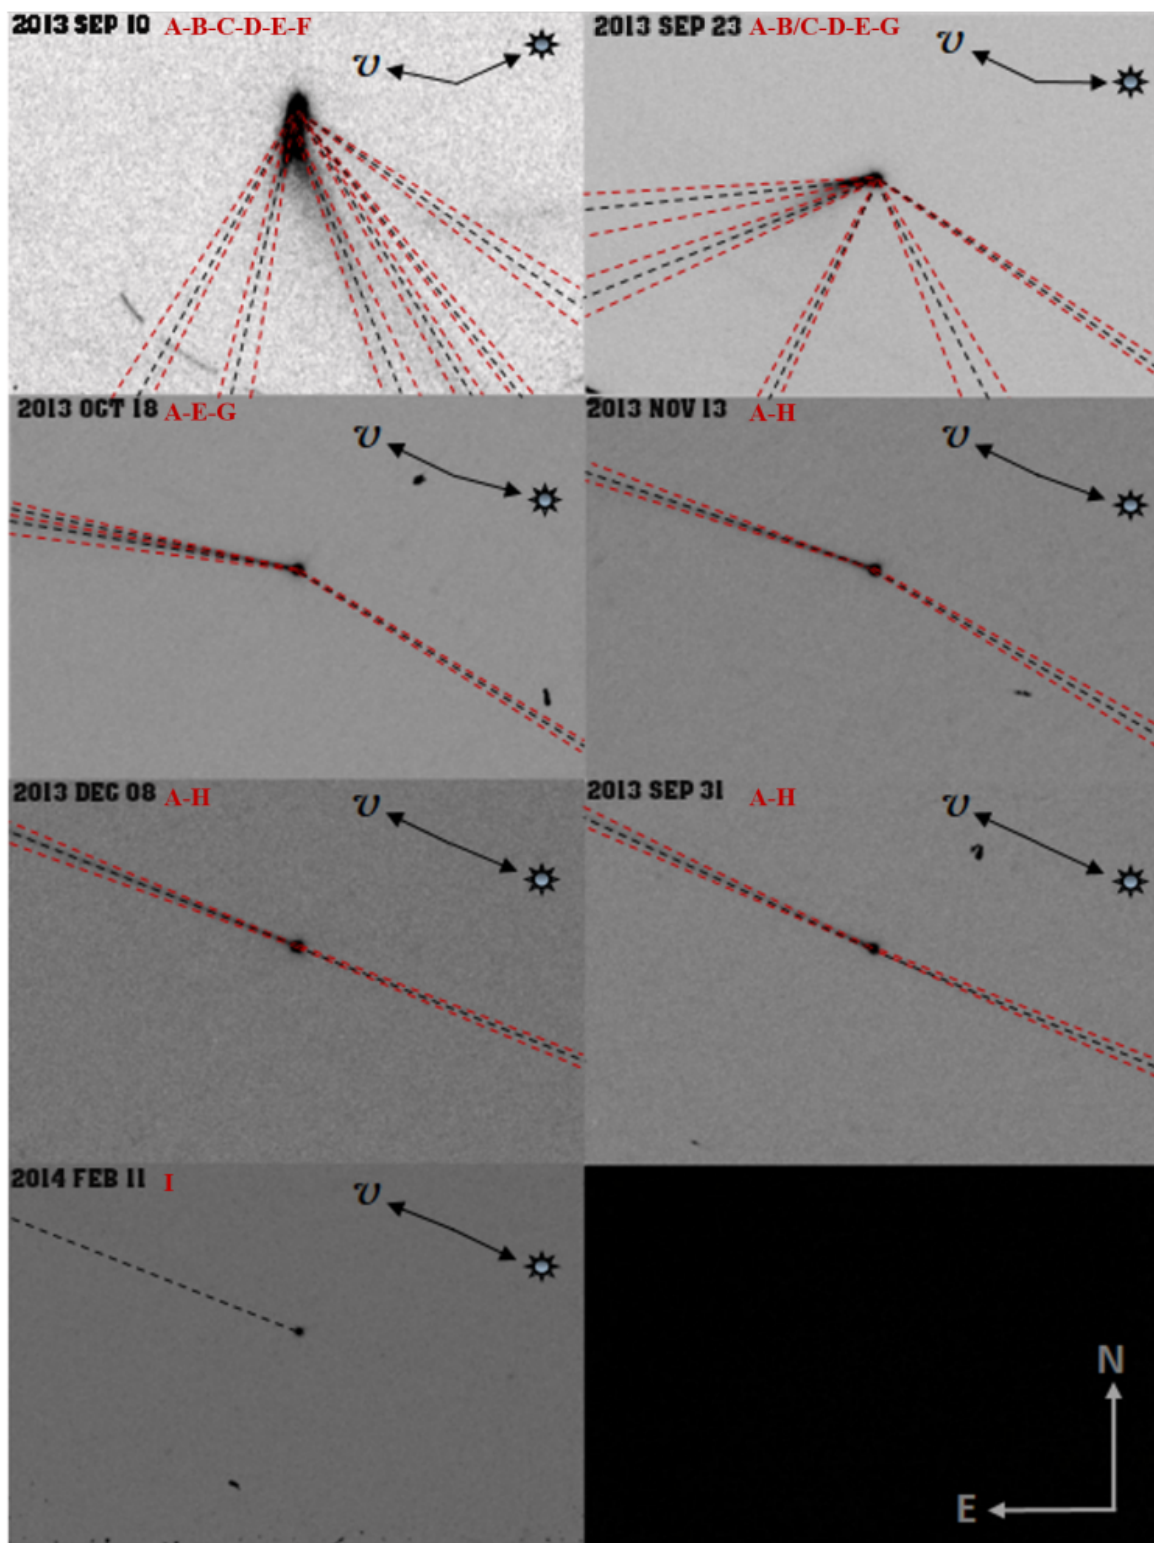 2013 SEP 10 A-B-C-D-E-F
υ
2013 SEP 23 A-B/C-D-E-G
υ
2013 OCT 18 A-E-G
υ
2013 NOV 13 A-H
υ
2013 DEC 08 A-H
υ
2013 SEP 31 A-H
υ
2014 FEB 11 I
υ
N
E